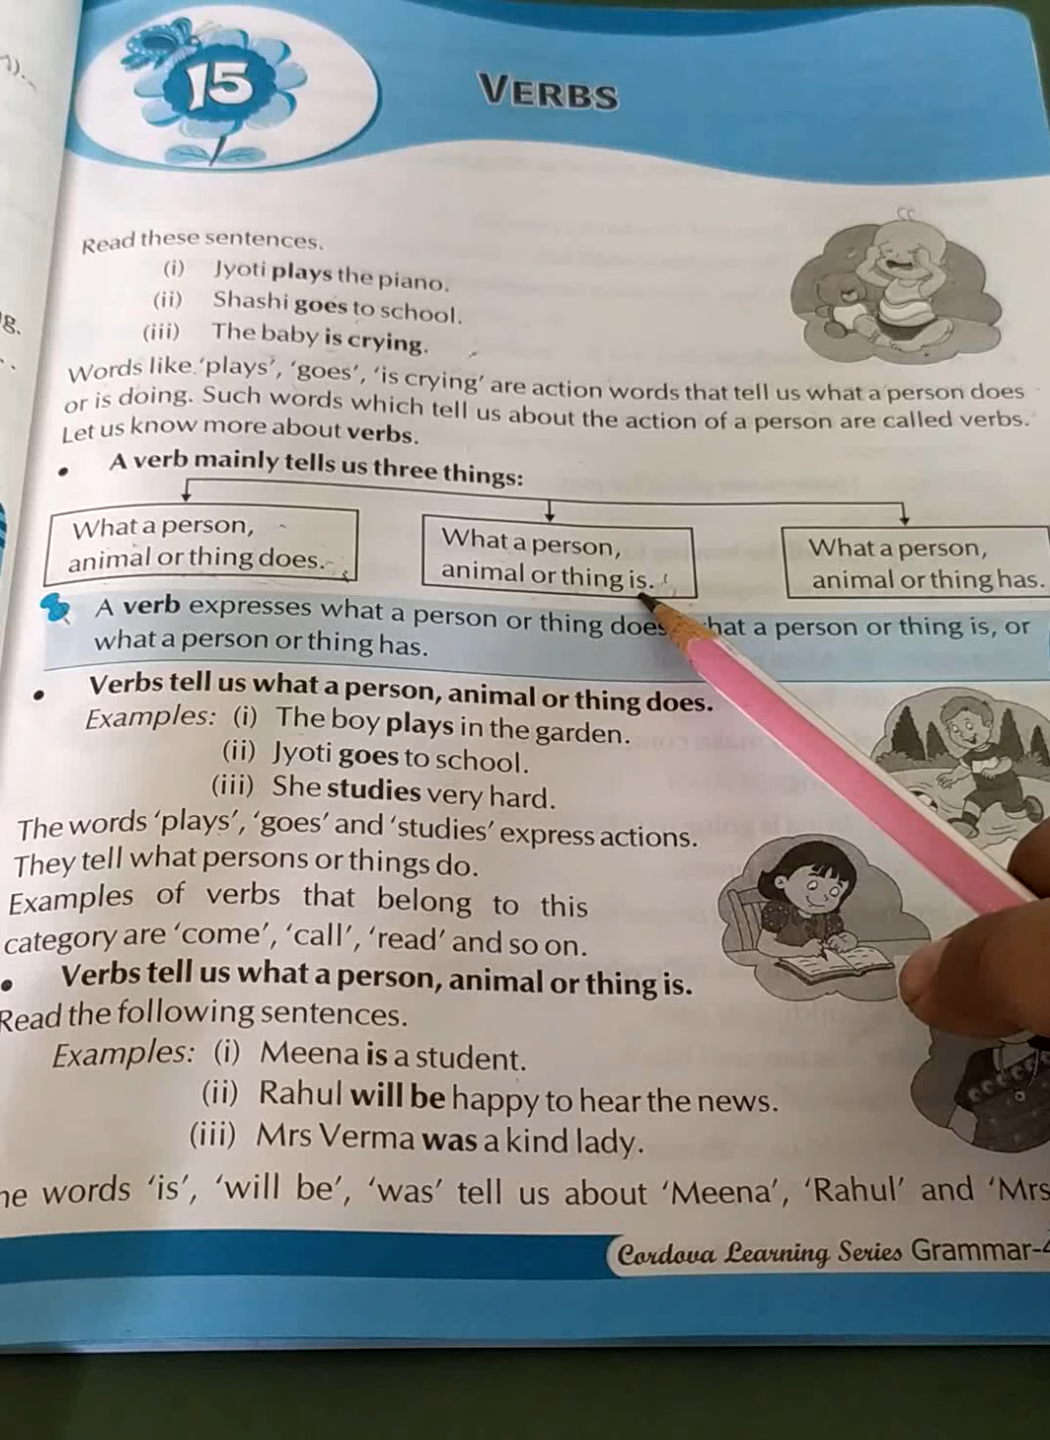 15
VERBS
Read these sentences.
(i) Jyoti plays the piano.
(ii) Shashi goes to school.
(iii) The baby is crying.
Words like 'plays', 'goes', 'is crying' are action words that tell us what a person does
or is doing. Such words which tell us about the action of a person are called verbs.
Let us know more about verbs.
• A verb mainly tells us three things:
What a person,
animal or thing does.
What a person,
animal or thing is.
What a person,
animal or thing has.
A verb expresses what a person or thing does, hat a person or thing is, or
what a person or thing has.
• Verbs tell us what a person, animal or thing does.
Examples: (i) The boy plays in the garden.
(ii) Jyoti goes to school.
(iii) She studies very hard.
The words 'plays', 'goes' and 'studies' express actions.
They tell what persons or things do.
Examples of verbs that belong to this
category are 'come', 'call', 'read' and so on.
• Verbs tell us what a person, animal or thing is.
Read the following sentences.
Examples: (i) Meena is a student.
(ii) Rahul will be happy to hear the news.
(iii) Mrs Verma was a kind lady.
he words 'is', 'will be', 'was' tell us about 'Meena', 'Rahul' and 'Mrs
Cordova Learning Series Grammar-4